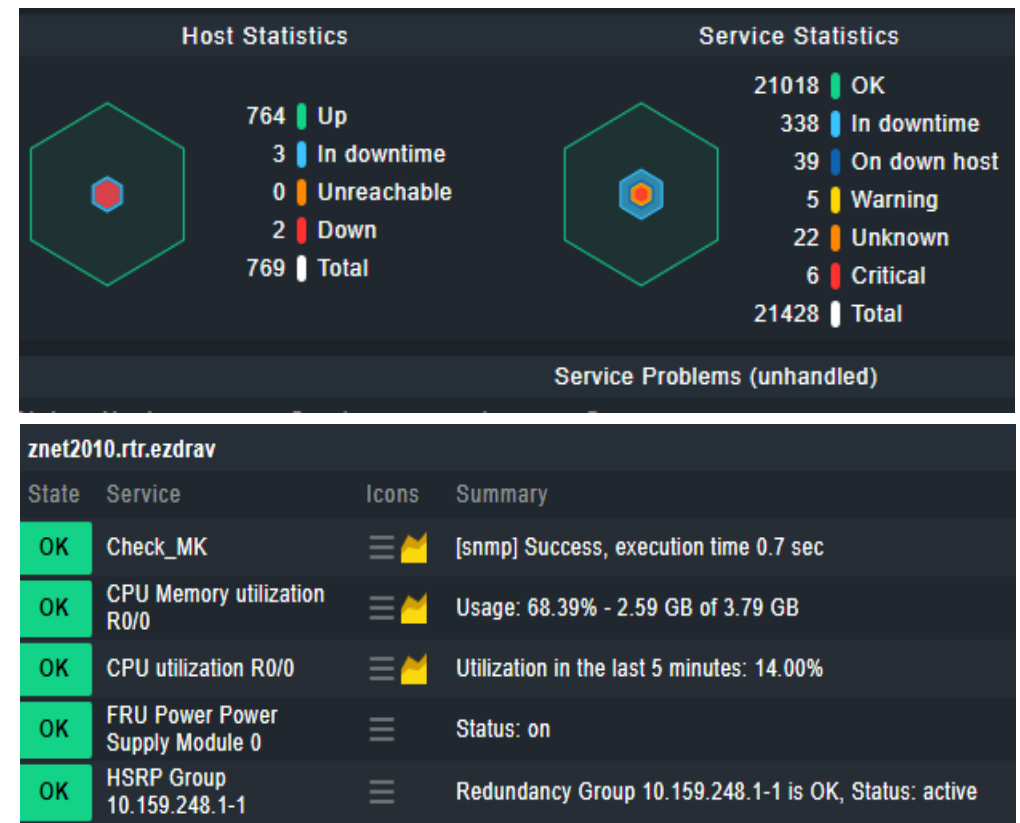 Host Statistics
764 Up
3 In downtime
0 Unreachable
2 Down
769 Total
Service Statistics
21018 OK
338 In downtime
39 On down host
5 Warning
22 Unknown
6 Critical
21428 Total
Service Problems (unhandled)
znet2010.rtr.ezdrav
State Service Icons Summary
OK Check_MK [snmp] Success, execution time 0.7 sec
OK CPU Memory utilization
R0/0 Usage: 68.39% - 2.59 GB of 3.79 GB
OK CPU utilization R0/0 Utilization in the last 5 minutes: 14.00%
OK FRU Power Power
Supply Module 0 Status: on
OK HSRP Group
10.159.248.1-1 Redundancy Group 10.159.248.1-1 is OK, Status: active